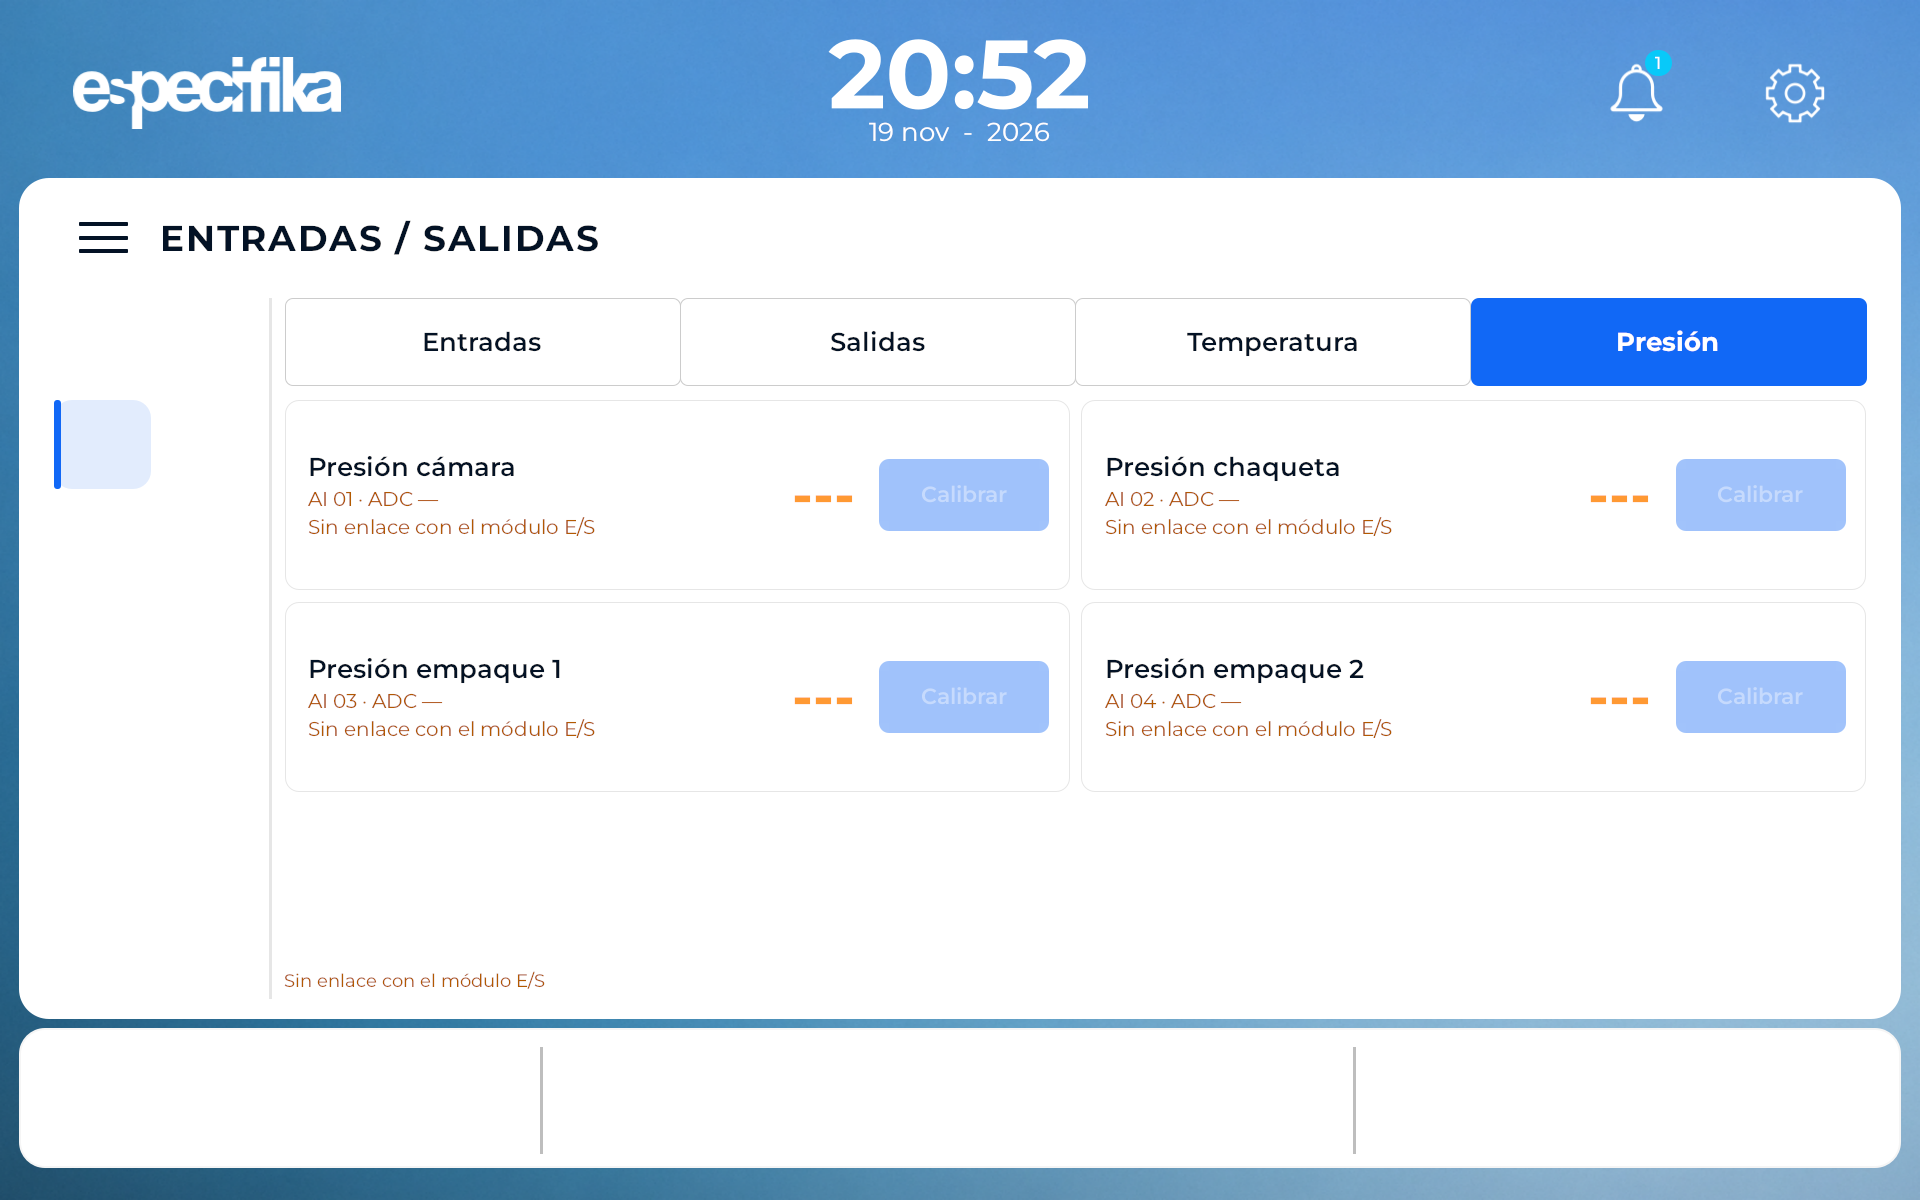 especifika
20:52
19 nov - 2026
1
ENTRADAS / SALIDAS
Entradas
Salidas
Temperatura
Presión
Presión cámara
AI 01 · ADC —
Sin enlace con el módulo E/S
---
Calibrar
Presión chaqueta
AI 02 · ADC —
Sin enlace con el módulo E/S
---
Calibrar
Presión empaque 1
AI 03 · ADC —
Sin enlace con el módulo E/S
---
Calibrar
Presión empaque 2
AI 04 · ADC —
Sin enlace con el módulo E/S
---
Calibrar
Sin enlace con el módulo E/S